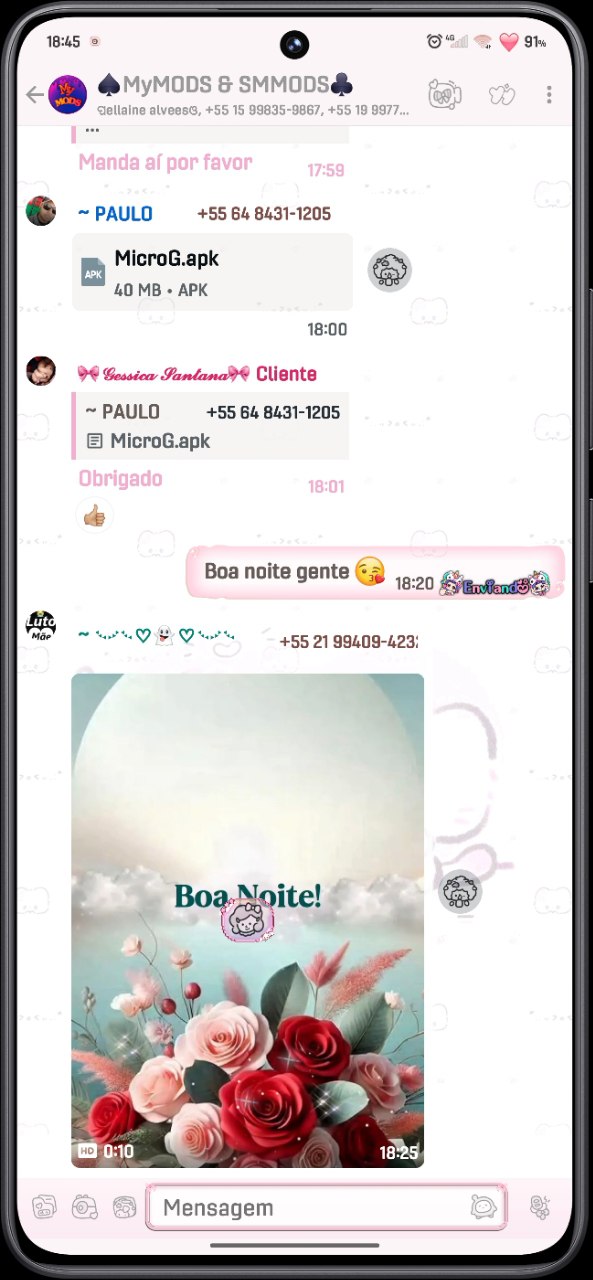 18:45
4G
91%
♠MyMODS & SMMODS♣
My MODS
+55 15 99835-9867, +55 19 9977...
...
Manda aí por favor
17:59
~ PAULO +55 64 8431-1205
APK
MicroG.apk
40 MB • APK
18:00
🎀𝓖𝓮𝓼𝓼𝓲𝓬𝓪 𝓢𝓪𝓷𝓽𝓪𝓷𝓪🎀 Cliente
~ PAULO +55 64 8431-1205
MicroG.apk
Obrigado
18:01
👍🏼
Boa noite gente 😘 18:20 Enviando
Luto
Mãe
~ ♡👻♡ +55 21 99409-423
Boa Noite!
HD 0:10 18:25
Mensagem